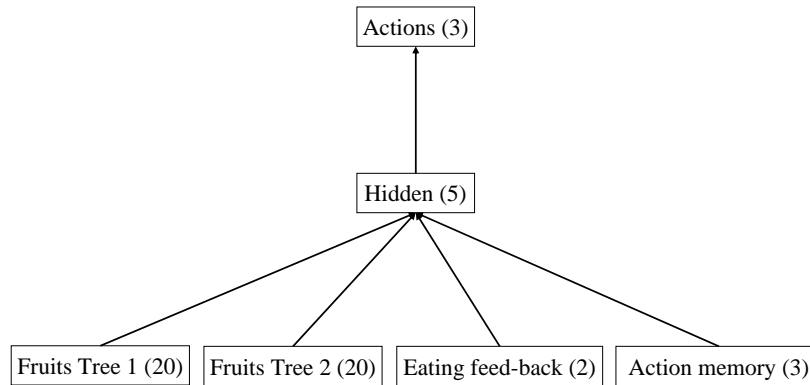 Actions (3)
Hidden (5)
Fruits Tree 1 (20)
Fruits Tree 2 (20)
Eating feed-back (2)
Action memory (3)